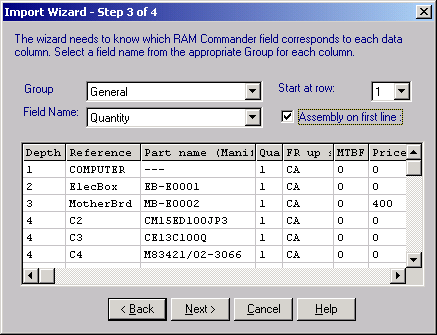 Import Wizard - Step 3 of 4
The wizard needs to know which RAM Commander field corresponds to each data
column. Select a field name from the appropriate Group for each column.
Group General Start at row: 1
Field Name: Quantity Assembly on first line :
Depth Reference Part name (Mani Qua FR up s MTBF Price
1 COMPUTER --- 1 CA 0 0
2 ElecBox EB-E0001 1 CA 0 0
3 MotherBrd MB-E0002 1 CA 0 400
4 C2 CM15ED100JP3 1 CA 0 0
4 C3 CE13C100Q 1 CA 0 0
4 C4 M83421/02-3066 1 CA 0 0
< Back Next > Cancel Help